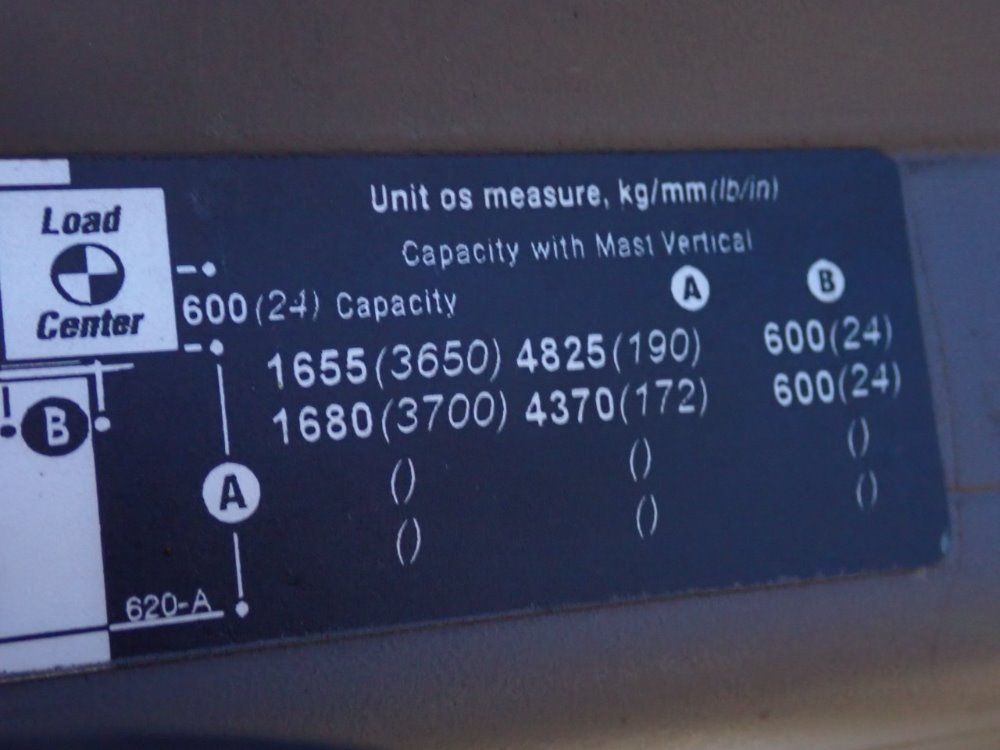 Unit os measure, kg/mm(lb/in)
Capacity with Mast Vertical
Load
Center
600(24) Capacity A B
1655(3650) 4825(190) 600(24)
1680(3700) 4370(172) 600(24)
B
A
() () ()
() () ()
620-A